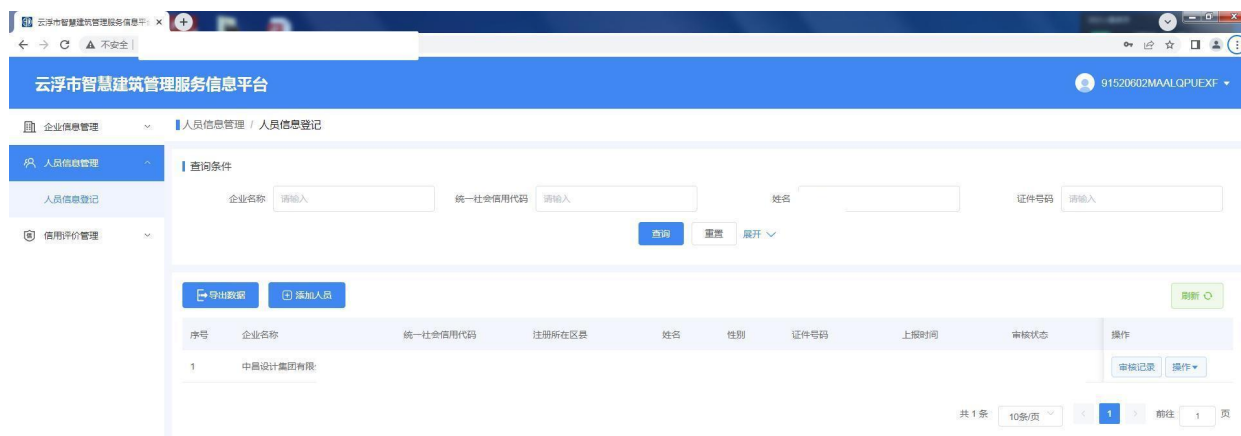 云浮市智慧建筑管理服务信息平
不安全
云浮市智慧建筑管理服务信息平台
91520602MAALQPUEXF
企业信息管理
人员信息管理 / 人员信息登记
人员信息管理
查询条件
人员信息登记
企业名称 请输入 统一社会信用代码 请输入 姓名 证件号码 请输入
信用评价管理
查询 重置 展开
导出数据 添加人员 刷新
序号 企业名称 统一社会信用代码 注册所在区县 姓名 性别 证件号码 上报时间 审核状态 操作
1 中昌设计集团有限 审核记录 操作
共 1 条 10条/页 1 前往 1 页